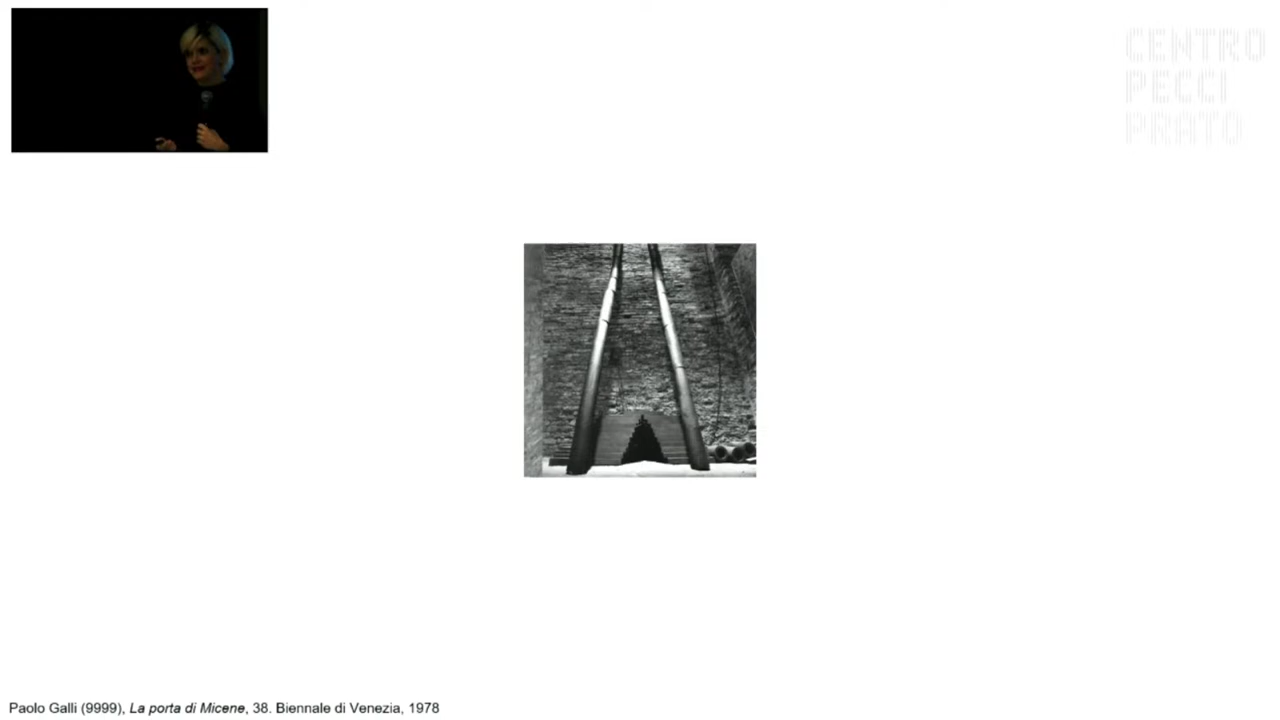 CENTRO
PECCI
PRATO
Paolo Galli (9999), La porta di Micene, 38. Biennale di Venezia, 1978